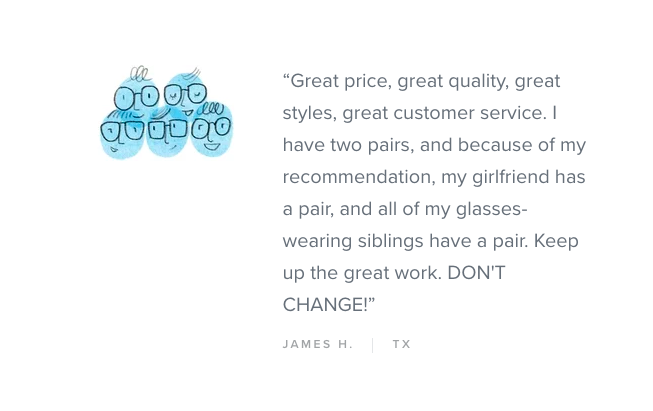 “Great price, great quality, great
styles, great customer service. I
have two pairs, and because of my
recommendation, my girlfriend has
a pair, and all of my glasses-
wearing siblings have a pair. Keep
up the great work. DON'T
CHANGE!”
JAMES H. | TX